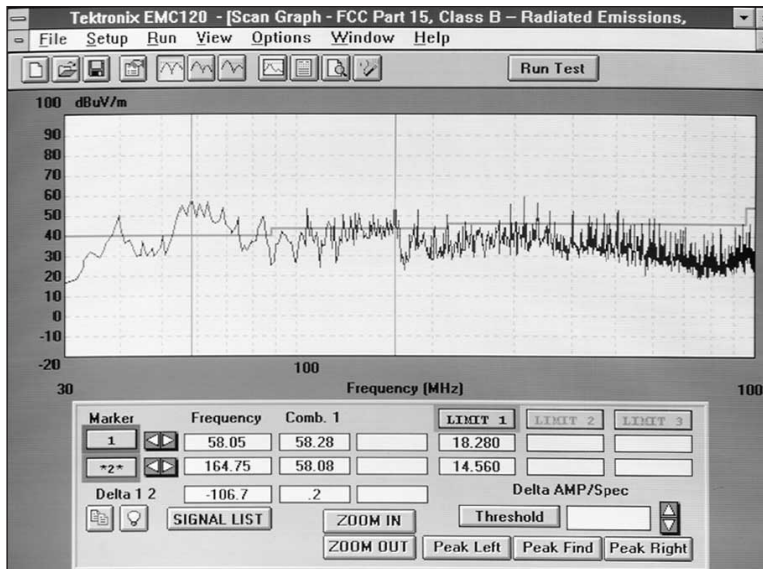 Tektronix EMC120 - [Scan Graph - FCC Part 15, Class B – Radiated Emissions,
File Setup Run View Options Window Help
Run Test
100 dBuV/m
90
80
70
60
50
40
30
20
10
0
-10
-20
100
30
Frequency (MHz)
100
Marker Frequency Comb. 1 LIMIT 1 LIMIT 2 LIMIT 3
1 58.05 58.28 18.280
*2* 164.75 58.08 14.560
Delta 1 2 -106.7 .2 Delta AMP/Spec
SIGNAL LIST ZOOM IN Threshold
ZOOM OUT Peak Left Peak Find Peak Right